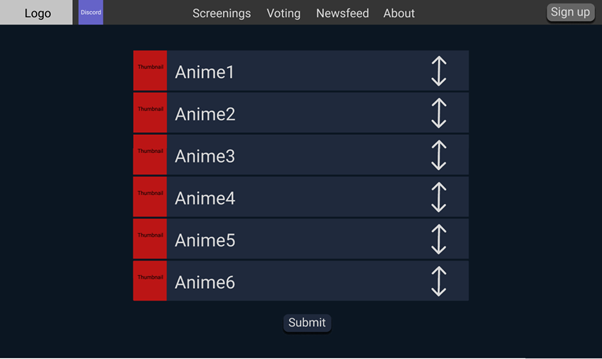 Logo
Discord
Screenings Voting Newsfeed About
Sign up
Thumbnail
Anime1
Thumbnail
Anime2
Thumbnail
Anime3
Thumbnail
Anime4
Thumbnail
Anime5
Thumbnail
Anime6
Submit